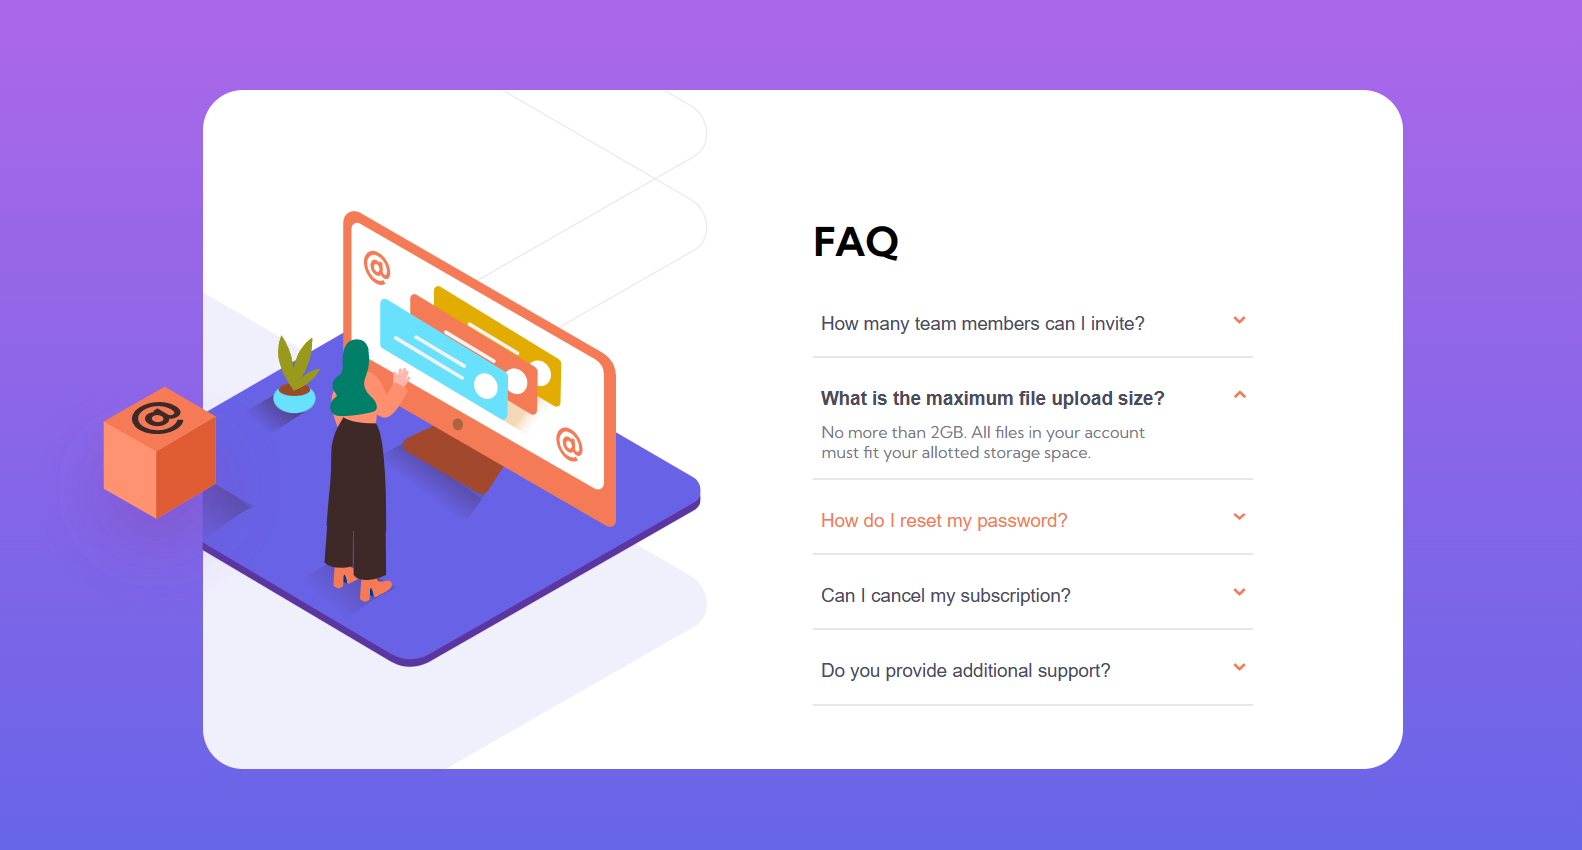 @
@
@
FAQ
How many team members can I invite?
What is the maximum file upload size?
No more than 2GB. All files in your account
must fit your allotted storage space.
How do I reset my password?
Can I cancel my subscription?
Do you provide additional support?